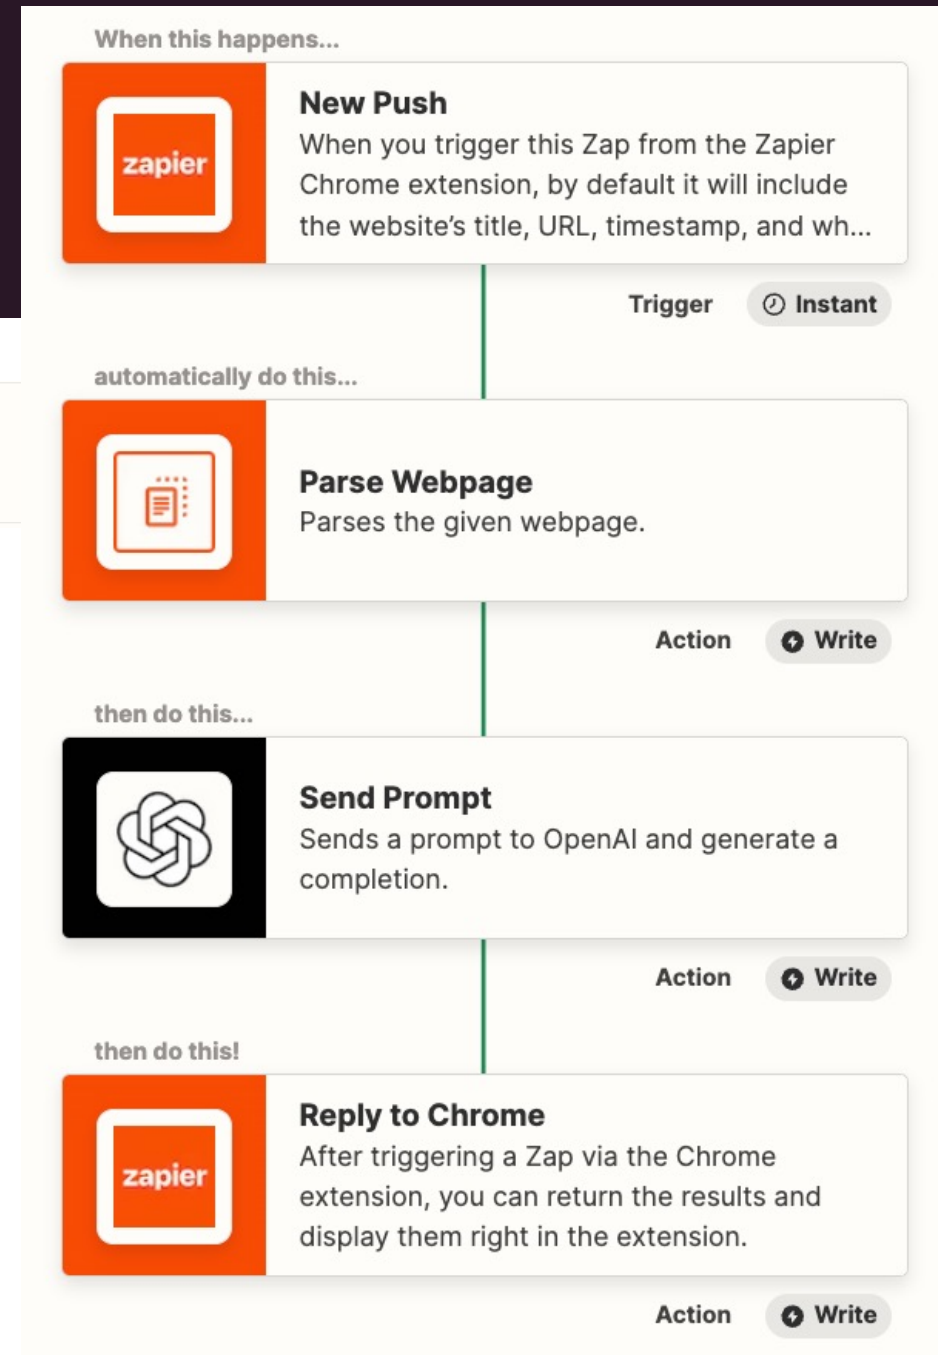 When this happens...
zapier
New Push
When you trigger this Zap from the Zapier
Chrome extension, by default it will include
the website’s title, URL, timestamp, and wh...
Trigger Instant
automatically do this...
Parse Webpage
Parses the given webpage.
Action Write
then do this...
Send Prompt
Sends a prompt to OpenAI and generate a
completion.
Action Write
then do this!
zapier
Reply to Chrome
After triggering a Zap via the Chrome
extension, you can return the results and
display them right in the extension.
Action Write